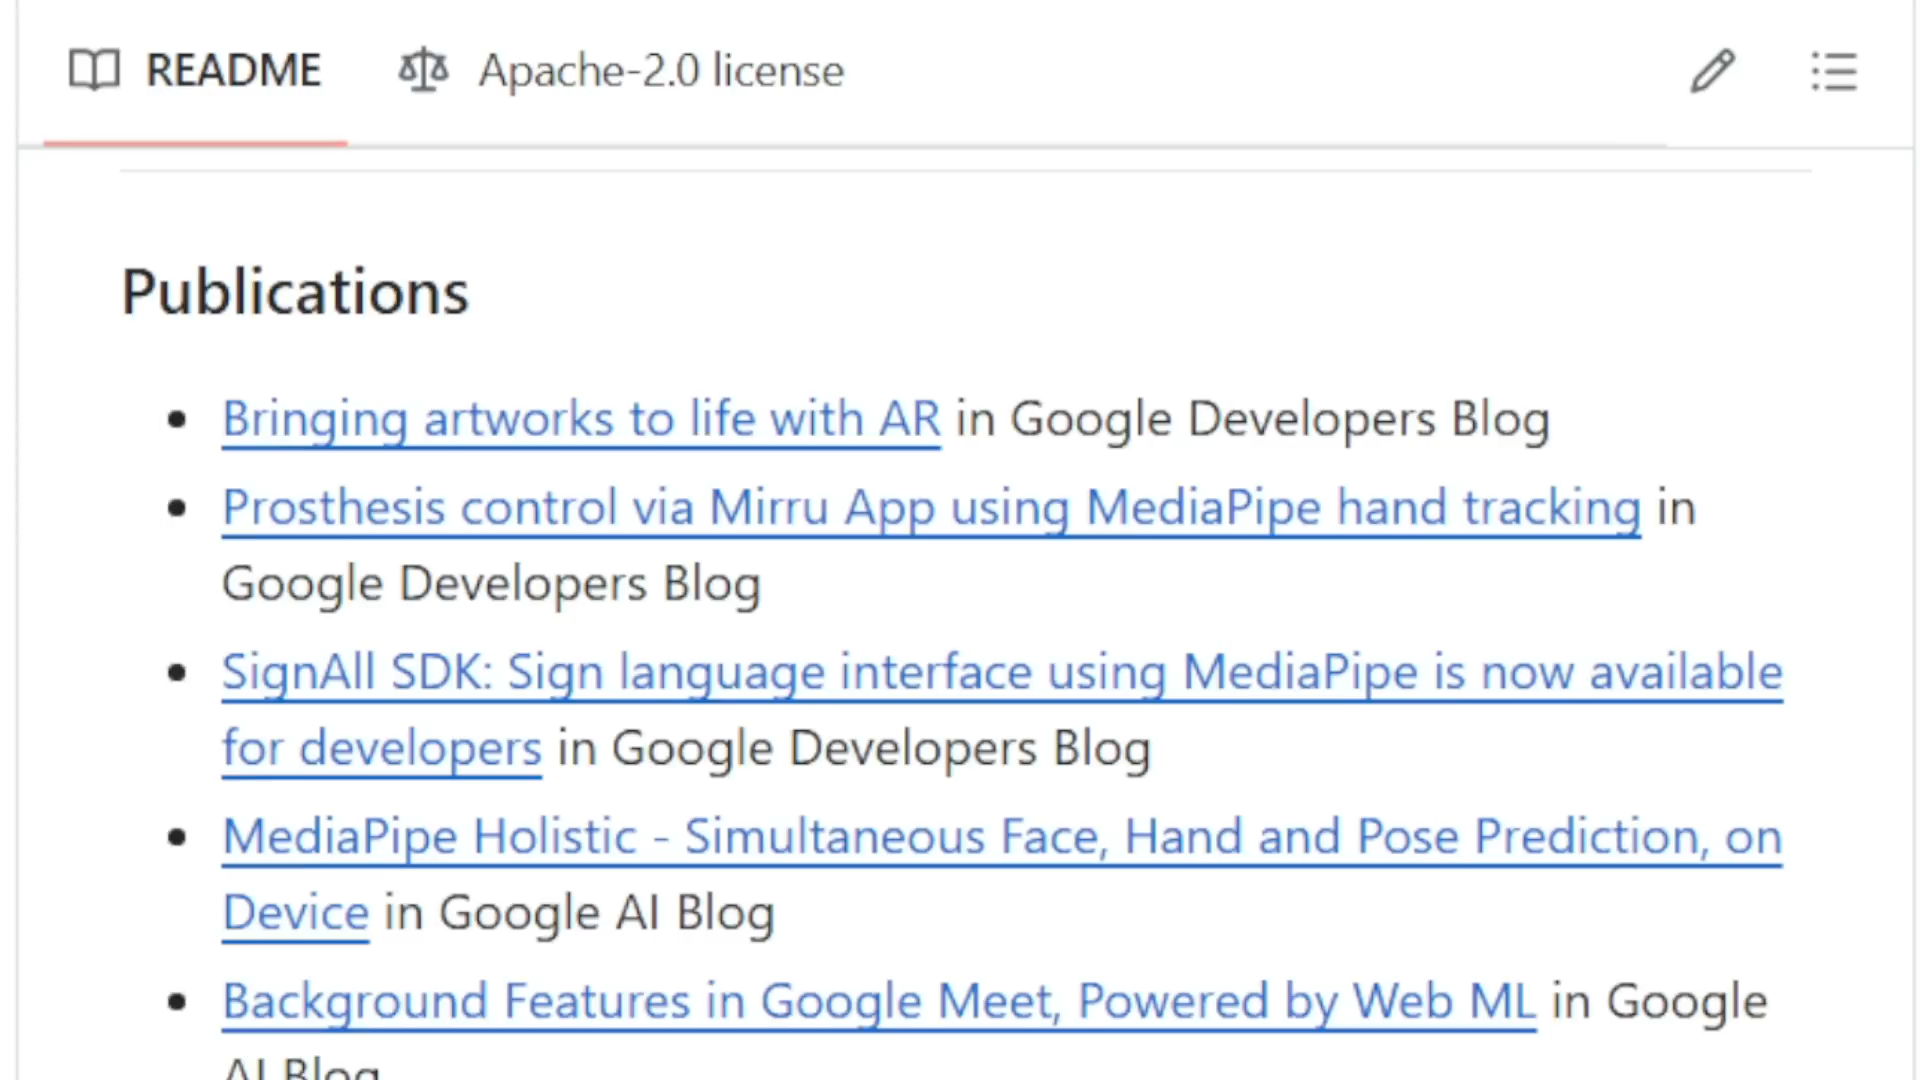 README Apache-2.0 license
Publications
Bringing artworks to life with AR in Google Developers Blog
Prosthesis control via Mirru App using MediaPipe hand tracking in
Google Developers Blog
SignAll SDK: Sign language interface using MediaPipe is now available
for developers in Google Developers Blog
MediaPipe Holistic - Simultaneous Face, Hand and Pose Prediction, on
Device in Google AI Blog
Background Features in Google Meet, Powered by Web ML in Google
AI Blog